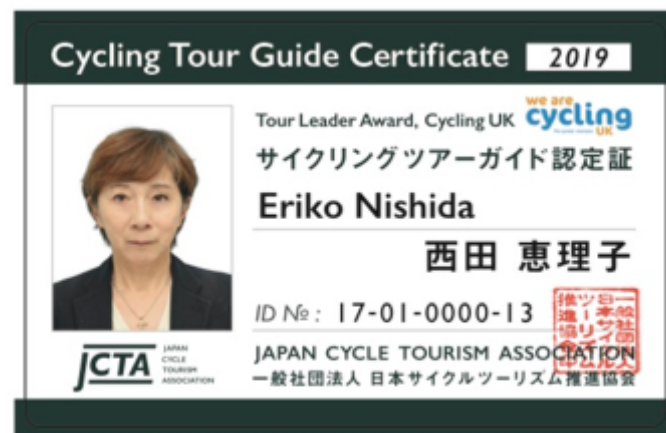 Cycling Tour Guide Certificate 2019
Tour Leader Award, Cycling UK
we are
cycling
UK
サイクリングツアーガイド認定証
Eriko Nishida
西田 恵理子
ID №: 17-01-0000-13
JCTA
JAPAN
CYCLE
TOURISM
ASSOCIATION
JAPAN CYCLE TOURISM ASSOCIATION
一般社団法人 日本サイクルツーリズム推進協会